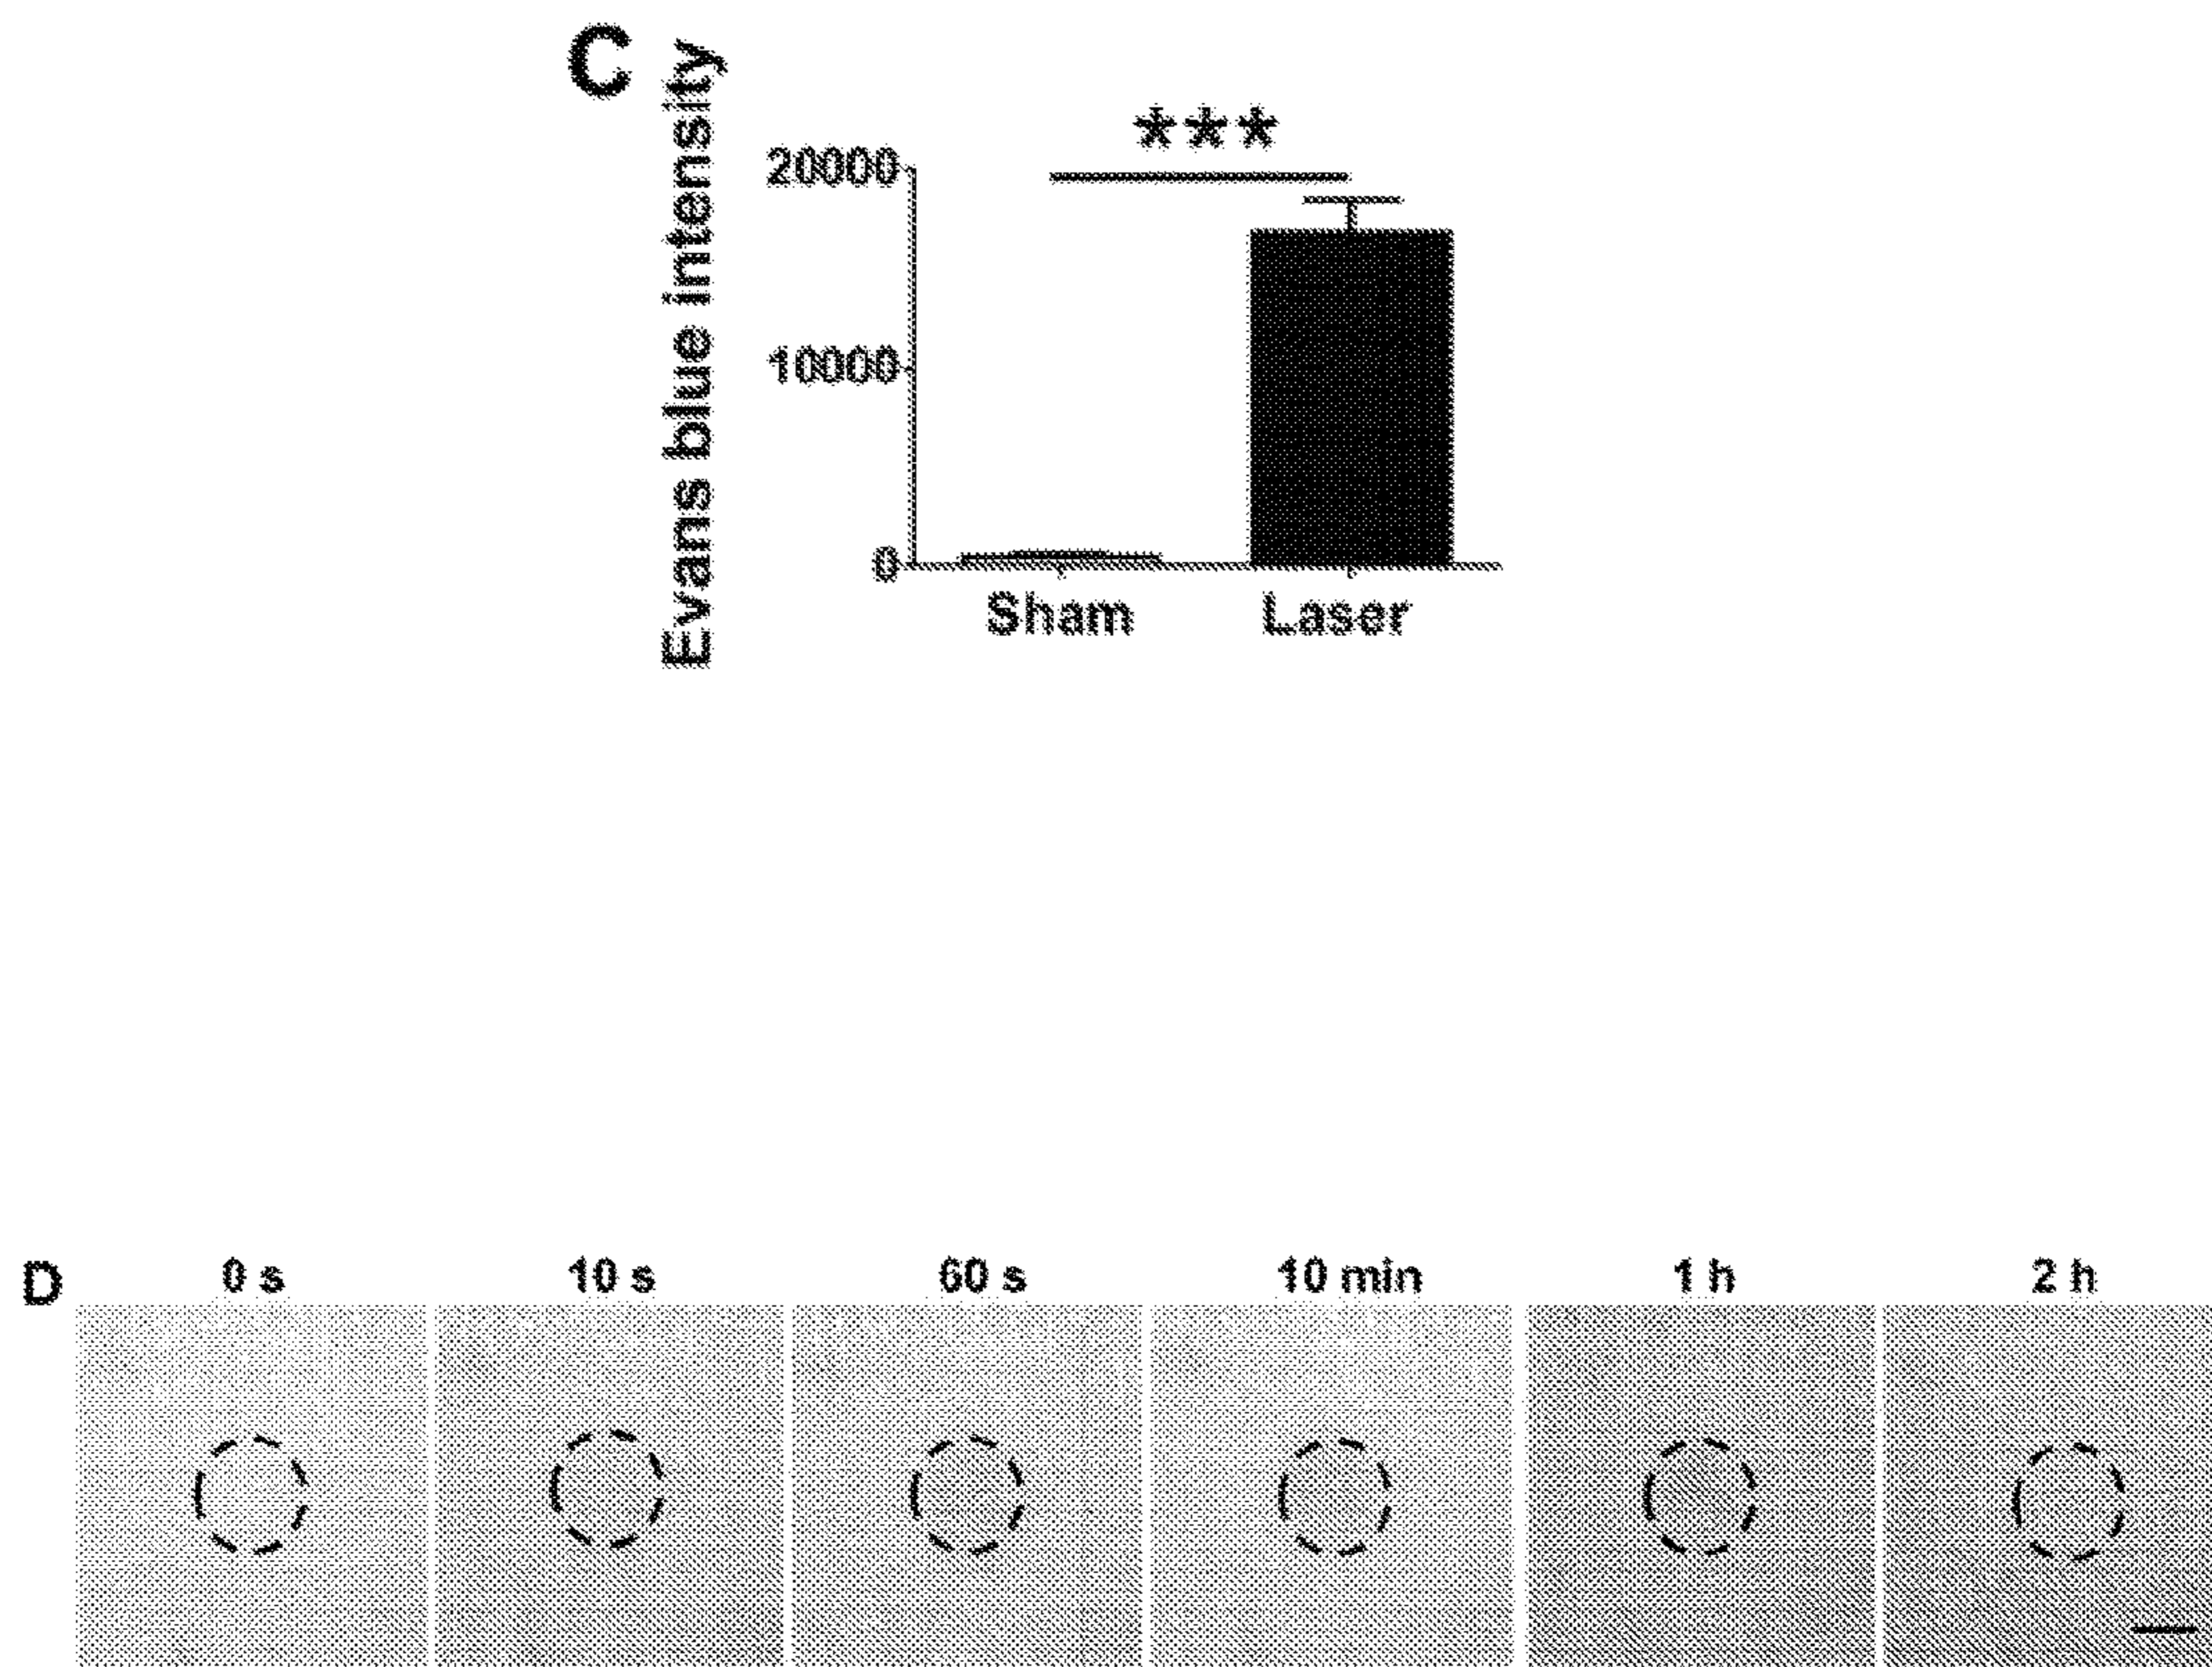 C
Evans blue intensity
***
20000
10000
0
Sham Laser
D 0 s 10 s 60 s 10 min 1 h 2 h